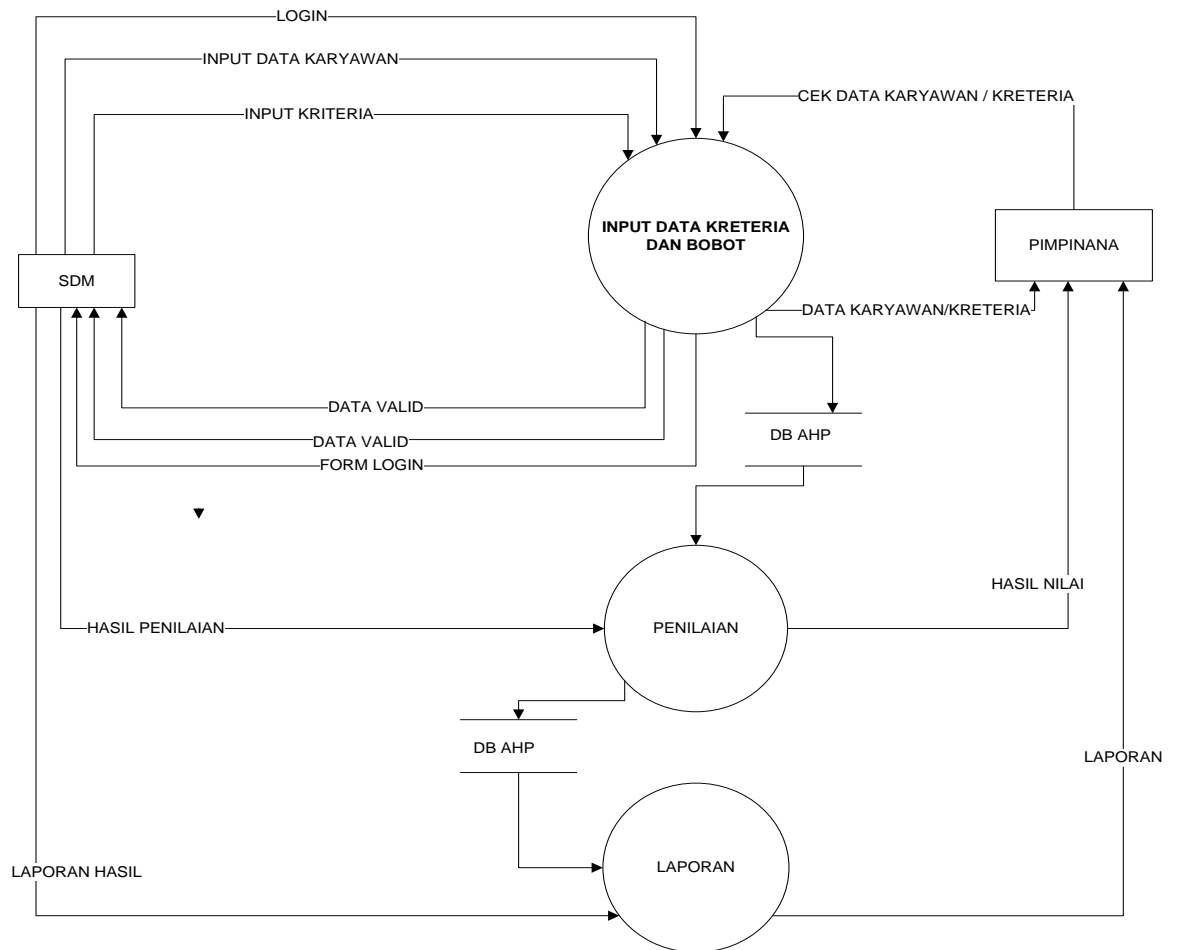 LOGIN
INPUT DATA KARYAWAN
CEK DATA KARYAWAN / KRETERIA
INPUT KRITERIA
INPUT DATA KRETERIA
DAN BOBOT
PIMPINANA
SDM
DATA KARYAWAN/KRETERIA
DATA VALID
DB AHP
DATA VALID
FORM LOGIN
HASIL NILAI
HASIL PENILAIAN
PENILAIAN
DB AHP
LAPORAN
LAPORAN
LAPORAN HASIL